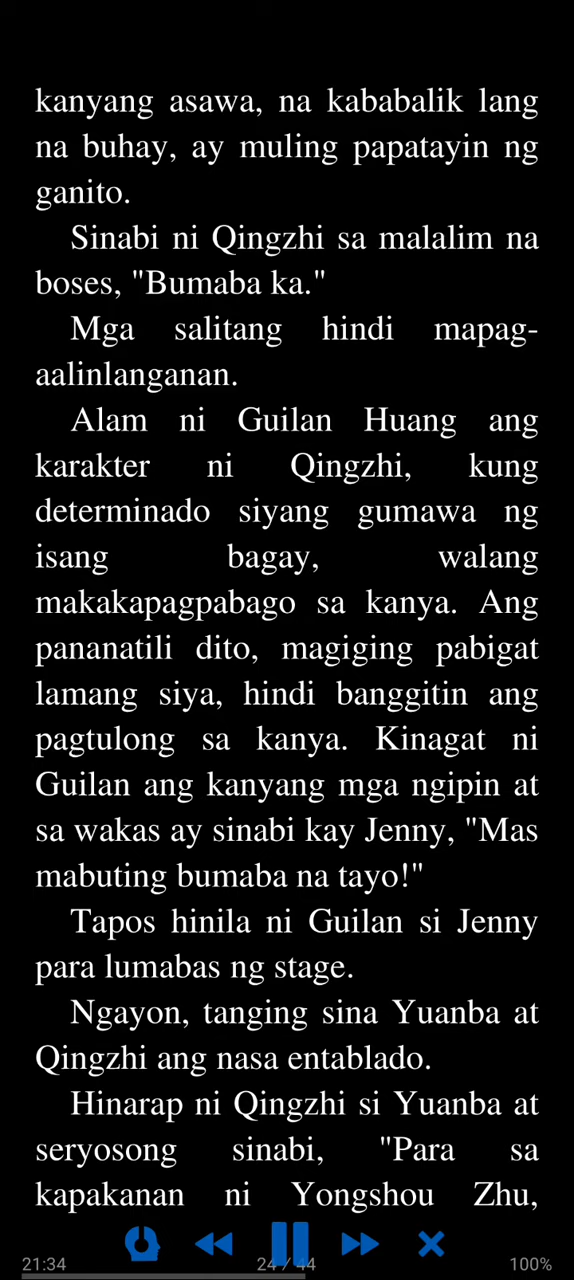 kanyang asawa, na kababalik lang
na buhay, ay muling papatayin ng
ganito.
Sinabi ni Qingzhi sa malalim na
boses, "Bumaba ka."
Mga salitang hindi mapag-
aalinlanganan.
Alam ni Guilan Huang ang
karakter ni Qingzhi, kung
determinado siyang gumawa ng
isang bagay, walang
makakapagpabago sa kanya. Ang
pananatili dito, magiging pabigat
lamang siya, hindi banggitin ang
pagtulong sa kanya. Kinagat ni
Guilan ang kanyang mga ngipin at
sa wakas ay sinabi kay Jenny, "Mas
mabuting bumaba na tayo!"
Tapos hinila ni Guilan si Jenny
para lumabas ng stage.
Ngayon, tanging sina Yuanba at
Qingzhi ang nasa entablado.
Hinarap ni Qingzhi si Yuanba at
seryosong sinabi, "Para sa
kapakanan ni Yongshou Zhu,
21:34 24 / 44 100%